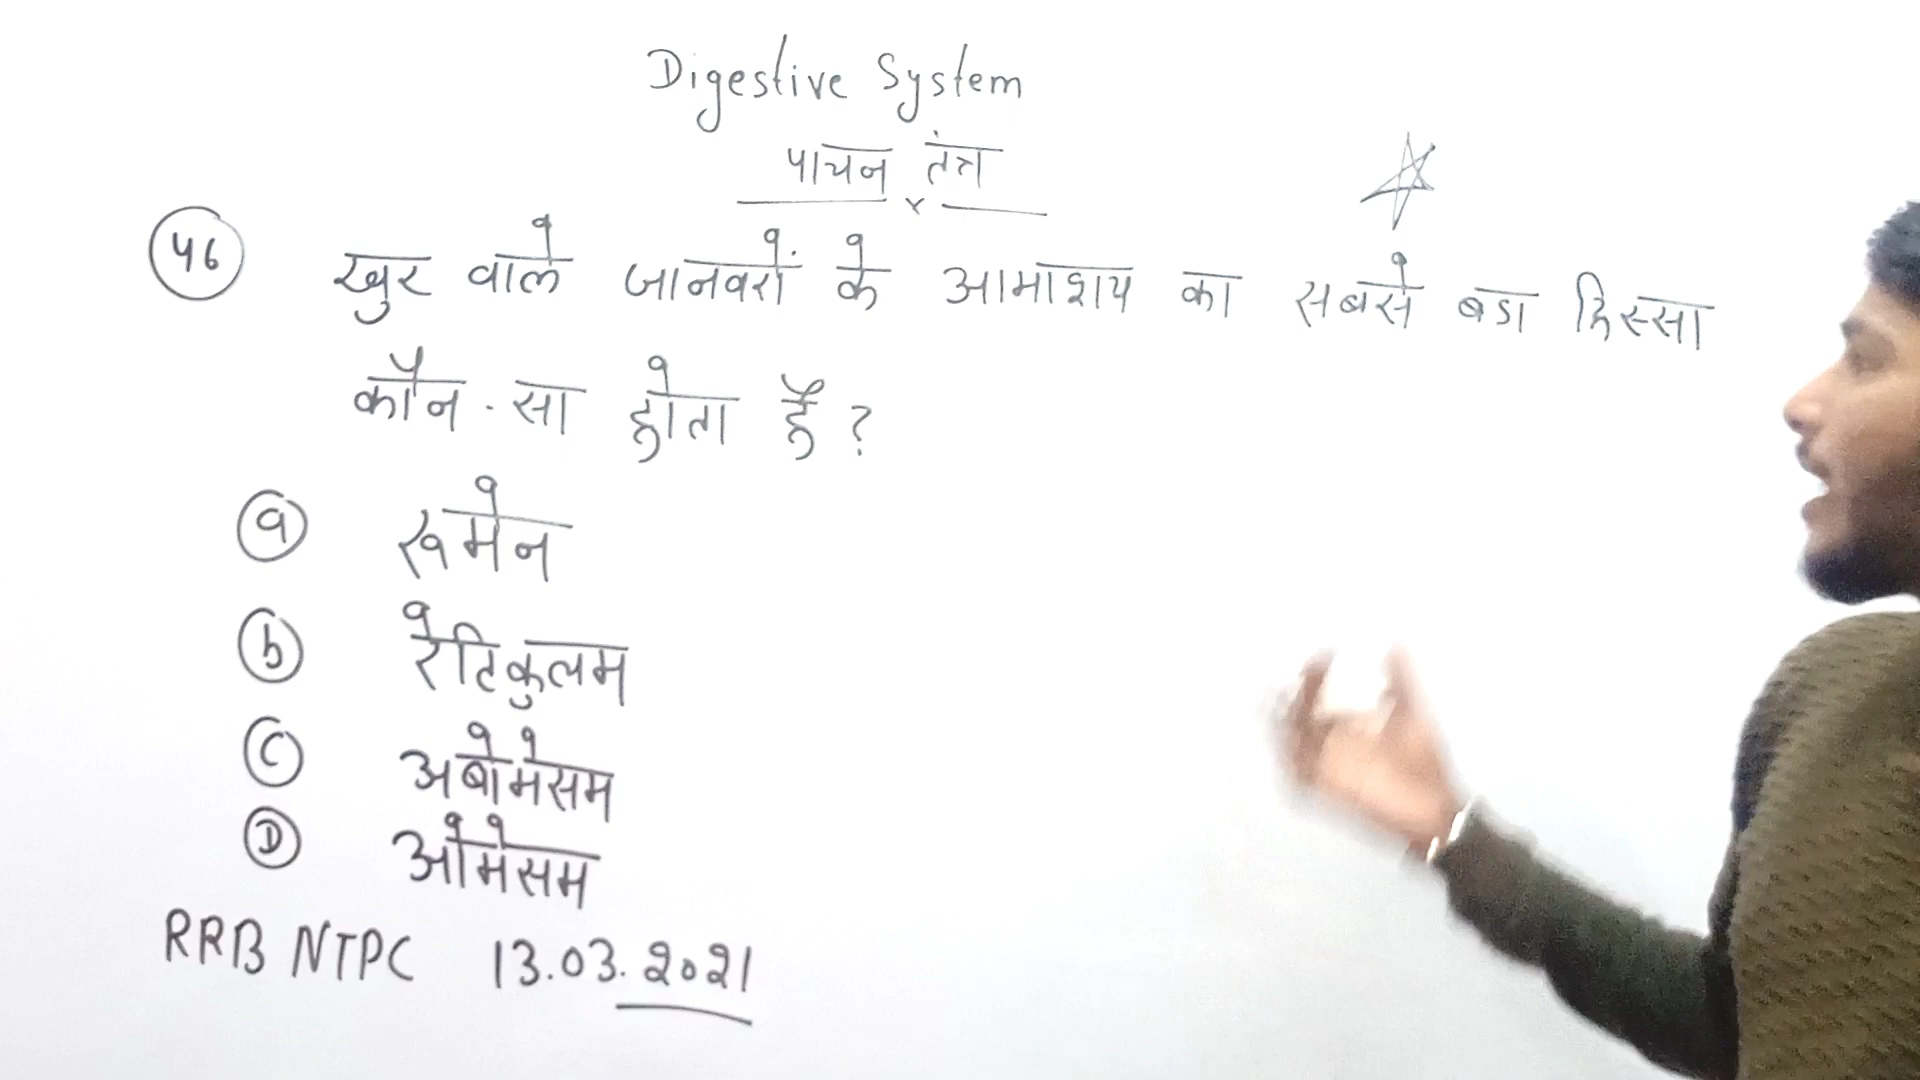 Digestive System
पाचन तंत्र
46 खुर वाले जानवरों के आमाशय का सबसे बडा हिस्सा
कौन-सा होता है ?
a रुमेन
b रेटिकुलम
C अबोमेसम
D ओमेसम
RRB NTPC 13.03.2021